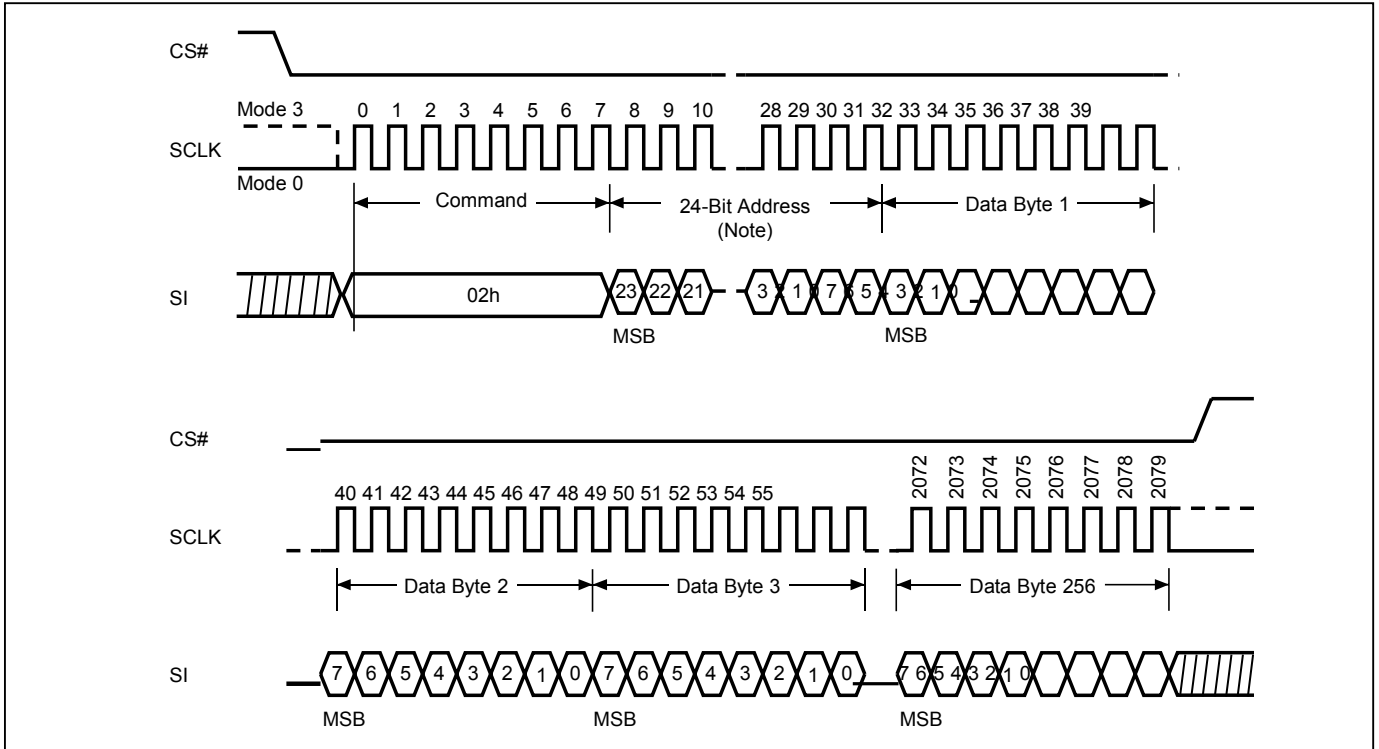 CS#
Mode 3
0 1 2 3 4 5 6 7 8 9 10 28 29 30 31 32 33 34 35 36 37 38 39
SCLK
Mode 0
Command
24-Bit Address
(Note)
Data Byte 1
SI
02h
23 22 21
3 2 1 0 7 6 5 4 3 2 1 0
MSB MSB
CS#
40 41 42 43 44 45 46 47 48 49 50 51 52 53 54 55
2072 2073 2074 2075 2076 2077 2078 2079
SCLK
Data Byte 2
Data Byte 3
Data Byte 256
SI
7 6 5 4 3 2 1 0 7 6 5 4 3 2 1 0
7 6 5 4 3 2 1 0
MSB MSB MSB